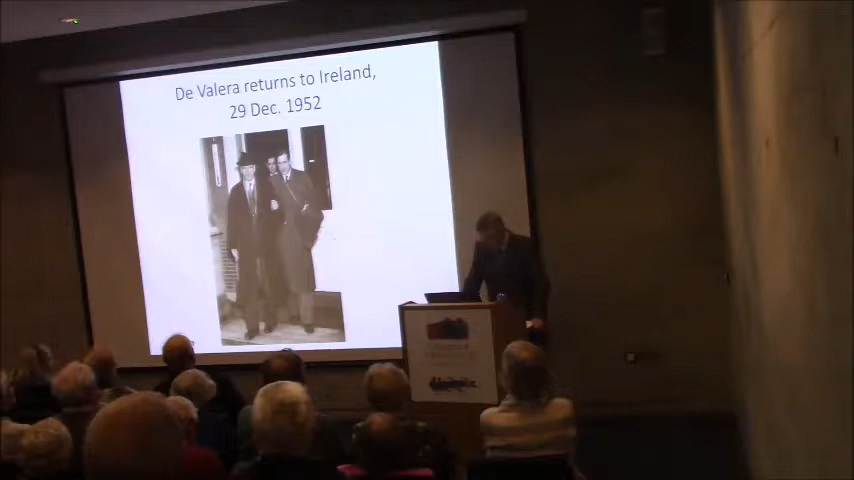 De Valera returns to Ireland,
29 Dec. 1952